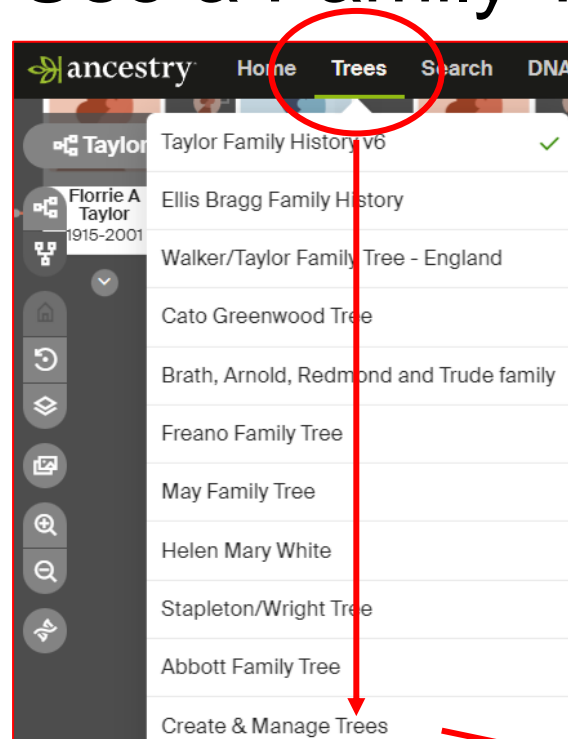 See a Family
ancestry Home Trees Search DNA
Taylor
Taylor Family History v6
Florrie A
Taylor
1915-2001
Ellis Bragg Family History
Walker/Taylor Family Tree - England
Cato Greenwood Tree
Brath, Arnold, Redmond and Trude family
Freano Family Tree
May Family Tree
Helen Mary White
Stapleton/Wright Tree
Abbott Family Tree
Create & Manage Trees